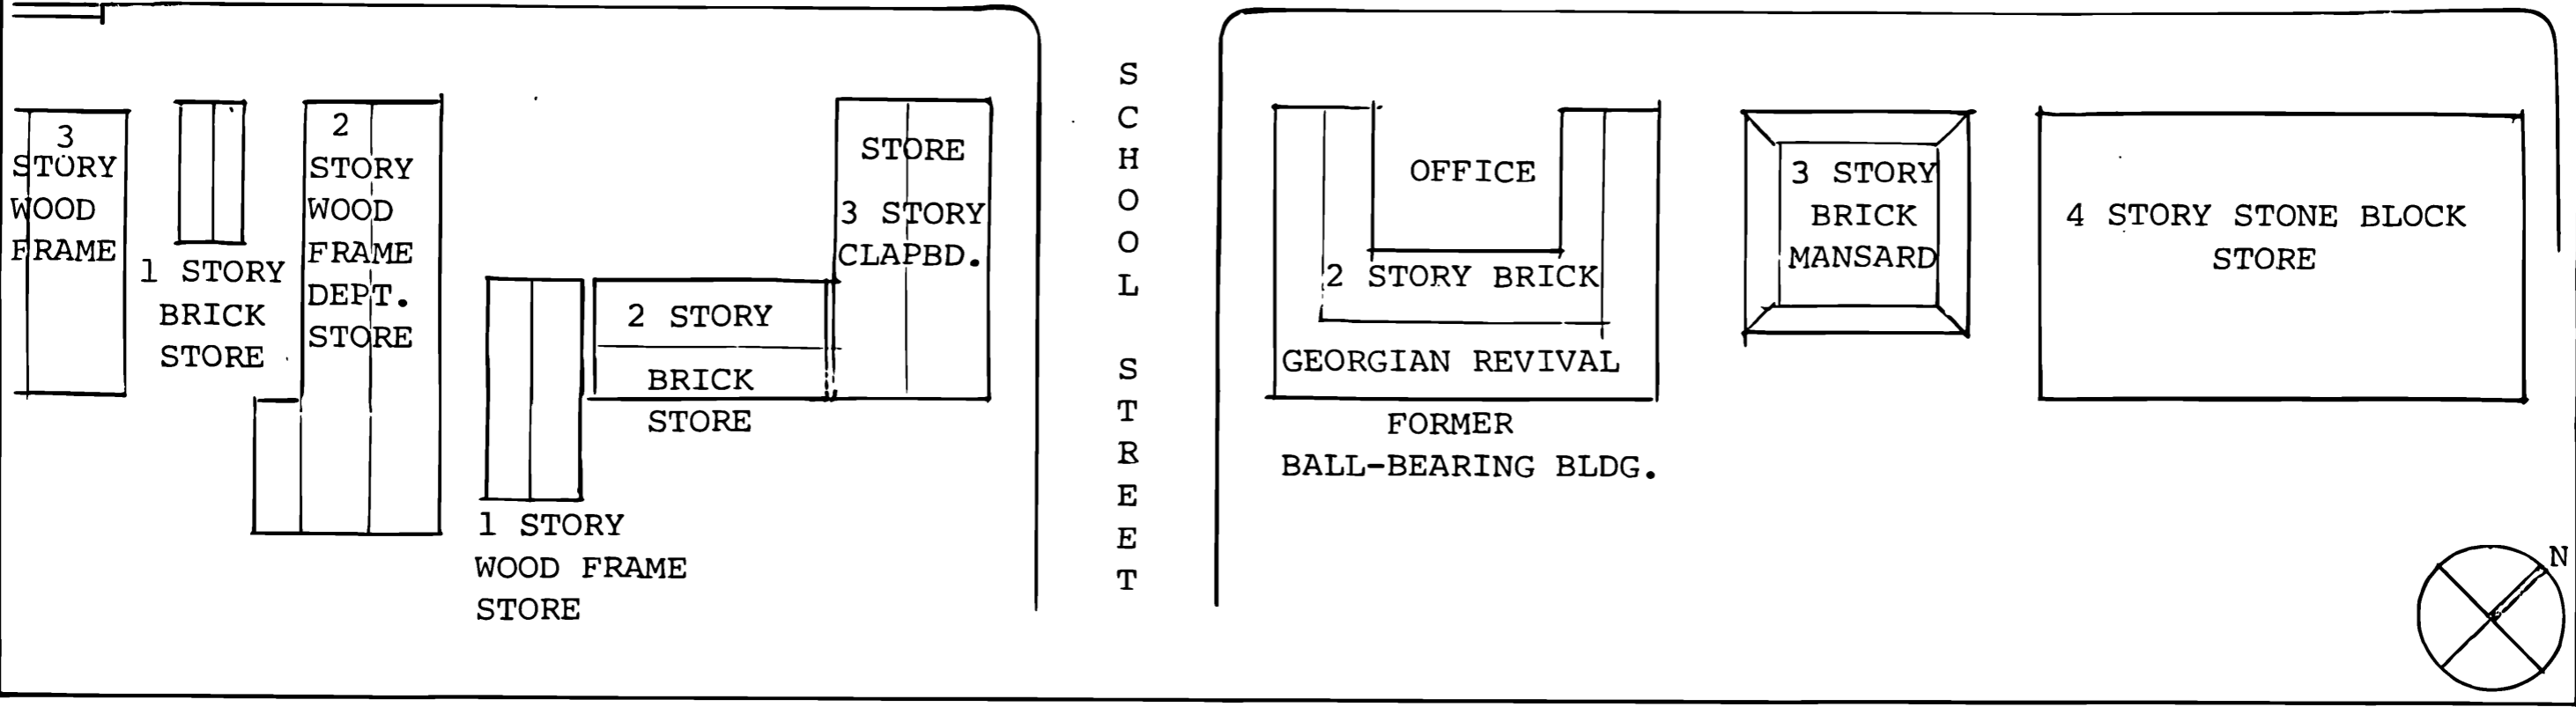 3
STORY
WOOD
FRAME
1 STORY
BRICK
STORE
2
STORY
WOOD
FRAME
DEPT.
STORE
1 STORY
WOOD FRAME
STORE
2 STORY
BRICK
STORE
STORE
3 STORY
CLAPBD.
SCHOOL STREET
OFFICE
2 STORY BRICK
GEORGIAN REVIVAL
FORMER
BALL-BEARING BLDG.
3 STORY
BRICK
MANSARD
4 STORY STONE BLOCK
STORE
N